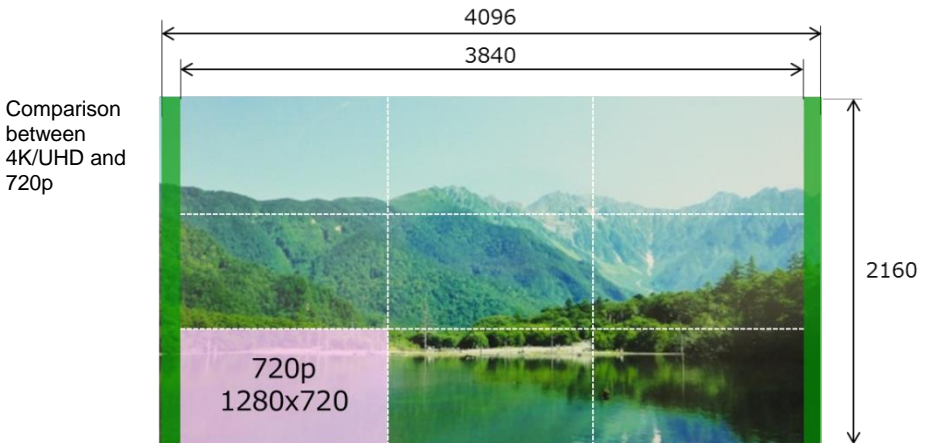 4096
3840
Comparison
between
4K/UHD and
720p
2160
720p
1280x720